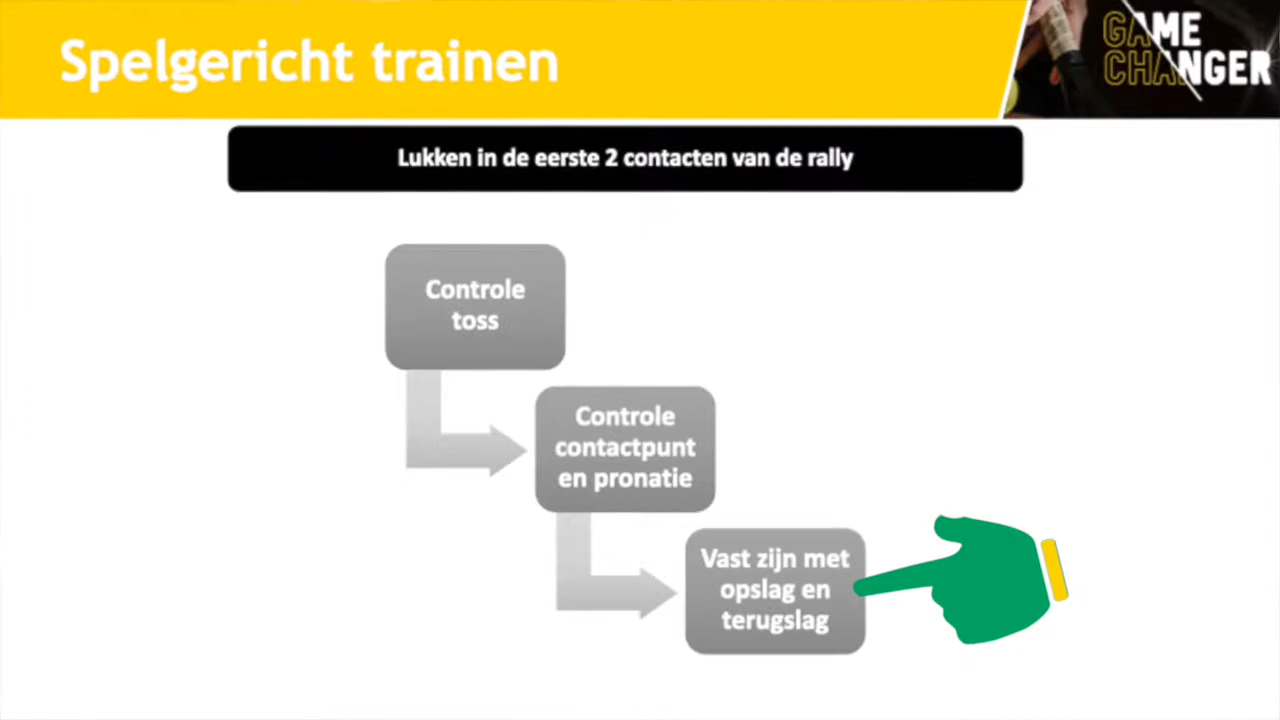 Spelgericht trainen
GAME
CHANGER
Lukken in de eerste 2 contacten van de rally
Controle
toss
Controle
contactpunt
en pronatie
Vast zijn met
opslag en
terugslag